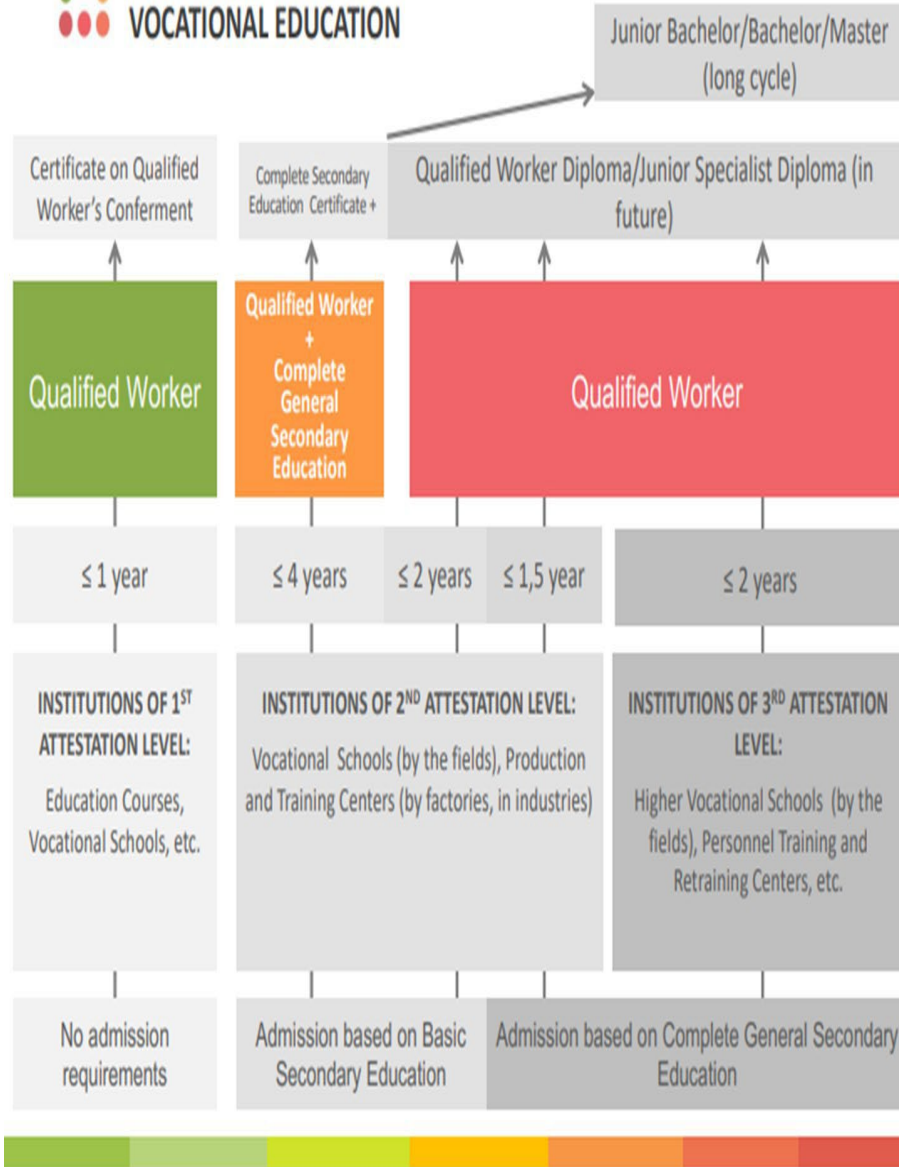 VOCATIONAL EDUCATION
Junior Bachelor/Bachelor/Master
(long cycle)
Certificate on Qualified
Worker's Conferment
Complete Secondary
Education Certificate +
Qualified Worker Diploma/Junior Specialist Diploma (in
future)
Qualified Worker
Qualified Worker
+
Complete
General
Secondary
Education
Qualified Worker
≤ 1 year
≤ 4 years
≤ 2 years
≤ 1,5 year
≤ 2 years
INSTITUTIONS OF 1ST
ATTESTATION LEVEL:
Education Courses,
Vocational Schools, etc.
INSTITUTIONS OF 2ND ATTESTATION LEVEL:
Vocational Schools (by the fields), Production
and Training Centers (by factories, in industries)
INSTITUTIONS OF 3RD ATTESTATION
LEVEL:
Higher Vocational Schools (by the
fields), Personnel Training and
Retraining Centers, etc.
No admission
requirements
Admission based on Basic
Secondary Education
Admission based on Complete General Secondary
Education